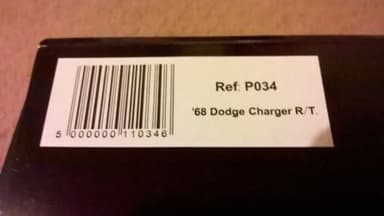 Ref: P034
'68 Dodge Charger R/T.
5 000000 110346